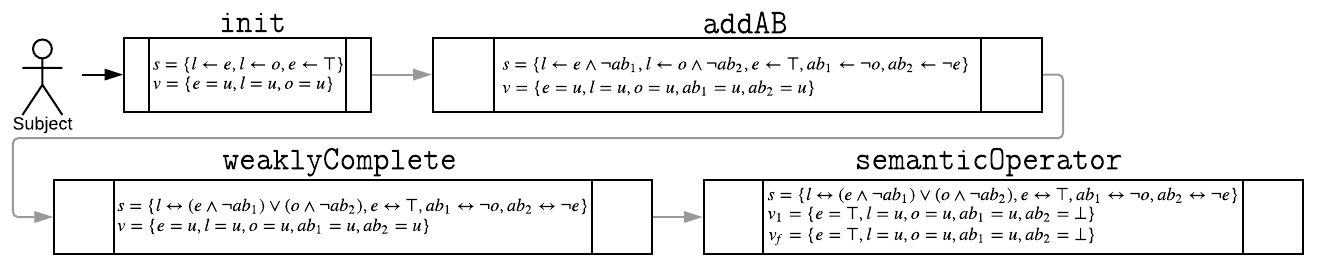 init
s = {l ← e, l ← o, e ← ⊤}
v = {e = u, l = u, o = u}
addAB
s = {l ← e ∧ ¬ab₁, l ← o ∧ ¬ab₂, e ← ⊤, ab₁ ← ¬o, ab₂ ← ¬e}
v = {e = u, l = u, o = u, ab₁ = u, ab₂ = u}
Subject
weaklyComplete
s = {l ↔ (e ∧ ¬ab₁) ∨ (o ∧ ¬ab₂), e ↔ ⊤, ab₁ ↔ ¬o, ab₂ ↔ ¬e}
v = {e = u, l = u, o = u, ab₁ = u, ab₂ = u}
semanticOperator
s = {l ↔ (e ∧ ¬ab₁) ∨ (o ∧ ¬ab₂), e ↔ ⊤, ab₁ ↔ ¬o, ab₂ ↔ ¬e}
v₁ = {e = ⊤, l = u, o = u, ab₁ = u, ab₂ = ⊥}
v_f = {e = ⊤, l = u, o = u, ab₁ = u, ab₂ = ⊥}